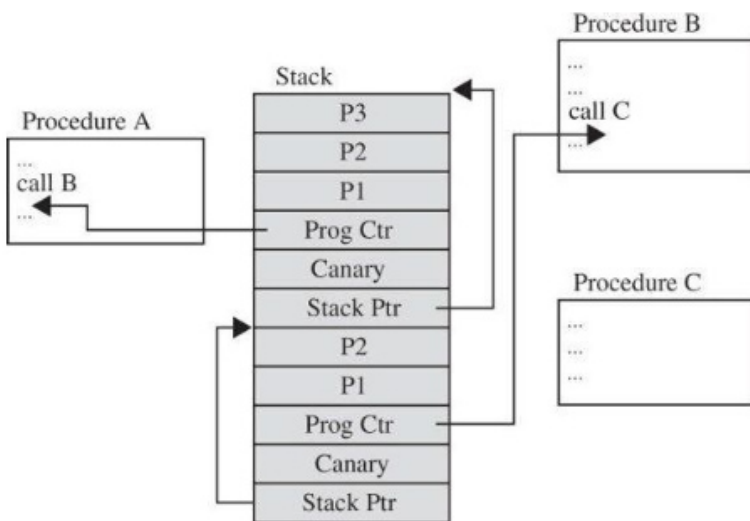 Procedure A
...
call B
...
Stack
P3
P2
P1
Prog Ctr
Canary
Stack Ptr
P2
P1
Prog Ctr
Canary
Stack Ptr
Procedure B
...
...
call C
...
Procedure C
...
...
...